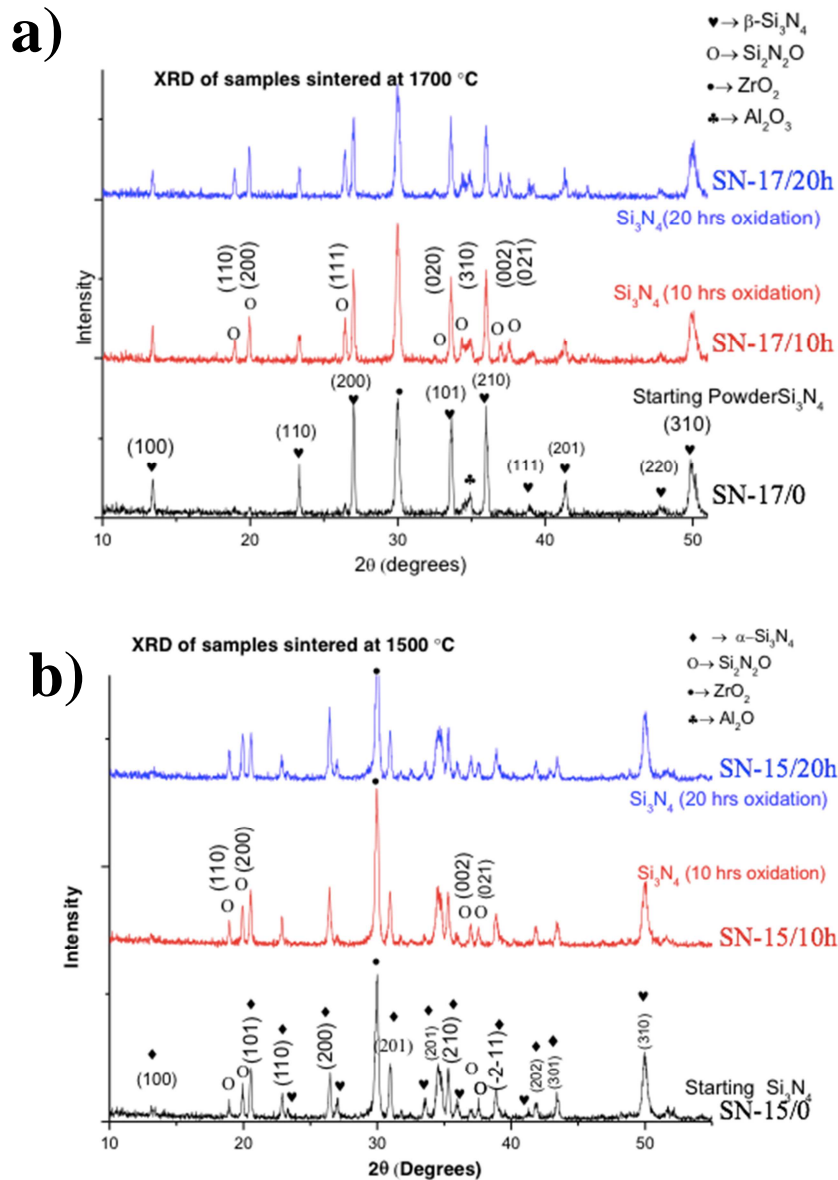 a)
♥→ β-Si₃N₄
O→ Si₂N₂O
•→ ZrO₂
♣→ Al₂O₃
XRD of samples sintered at 1700 °C
SN-17/20h
Si₃N₄(20 hrs oxidation)
(110)
(200)
(111)
(020)
(310)
(002)
(021)
O O O O O O O
Si₃N₄ (10 hrs oxidation)
SN-17/10h
Intensity
Starting PowderSi₃N₄
(100)
(110)
(200)
(101)
(210)
(111)
(201)
(220)
(310)
SN-17/0
10 20 30 40 50
2θ (degrees)
b)
XRD of samples sintered at 1500 °C
♦ → α–Si₃N₄
O→ Si₂N₂O
•→ ZrO₂
♣→ Al₂O
SN-15/20h
Si₃N₄ (20 hrs oxidation)
(110)
(200)
(002)
(021)
O O O O
Si₃N₄ (10 hrs oxidation)
SN-15/10h
Intensity
(100)
(101)
(110)
(200)
(201)
(201)
(210)
(-2-11)
(202)
(301)
(310)
O O O O
Starting Si₃N₄
SN-15/0
10 20 30 40 50
2θ (Degrees)